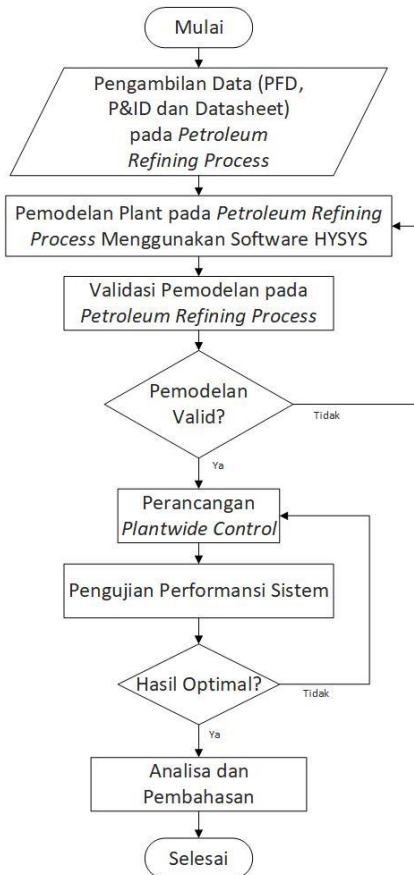 Mulai
Pengambilan Data (PFD,
P&ID dan Datasheet)
pada Petroleum
Refining Process
Pemodelan Plant pada Petroleum Refining
Process Menggunakan Software HYSYS
Validasi Pemodelan pada
Petroleum Refining Process
Pemodelan
Valid?
Tidak
Ya
Perancangan
Plantwide Control
Pengujian Performansi Sistem
Hasil Optimal?
Tidak
Ya
Analisa dan
Pembahasan
Selesai